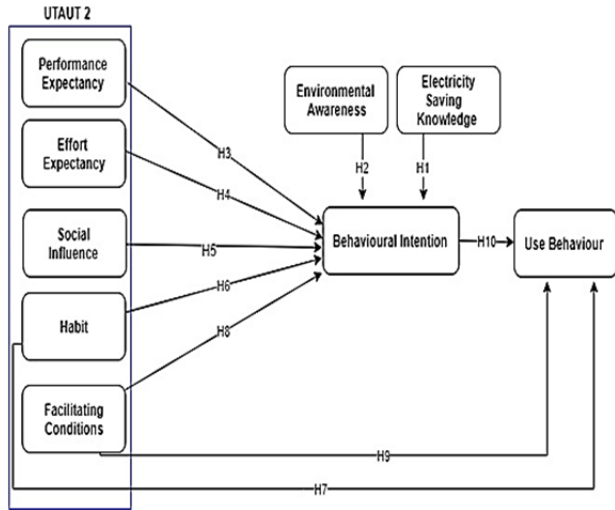 UTAUT 2
Performance
Expectancy
Effort
Expectancy
Social
Influence
Habit
Facilitating
Conditions
Environmental
Awareness
Electricity
Saving
Knowledge
H3
H4
H5
H6
H8
H2
H1
Behavioural Intention
H10
Use Behaviour
H9
H7